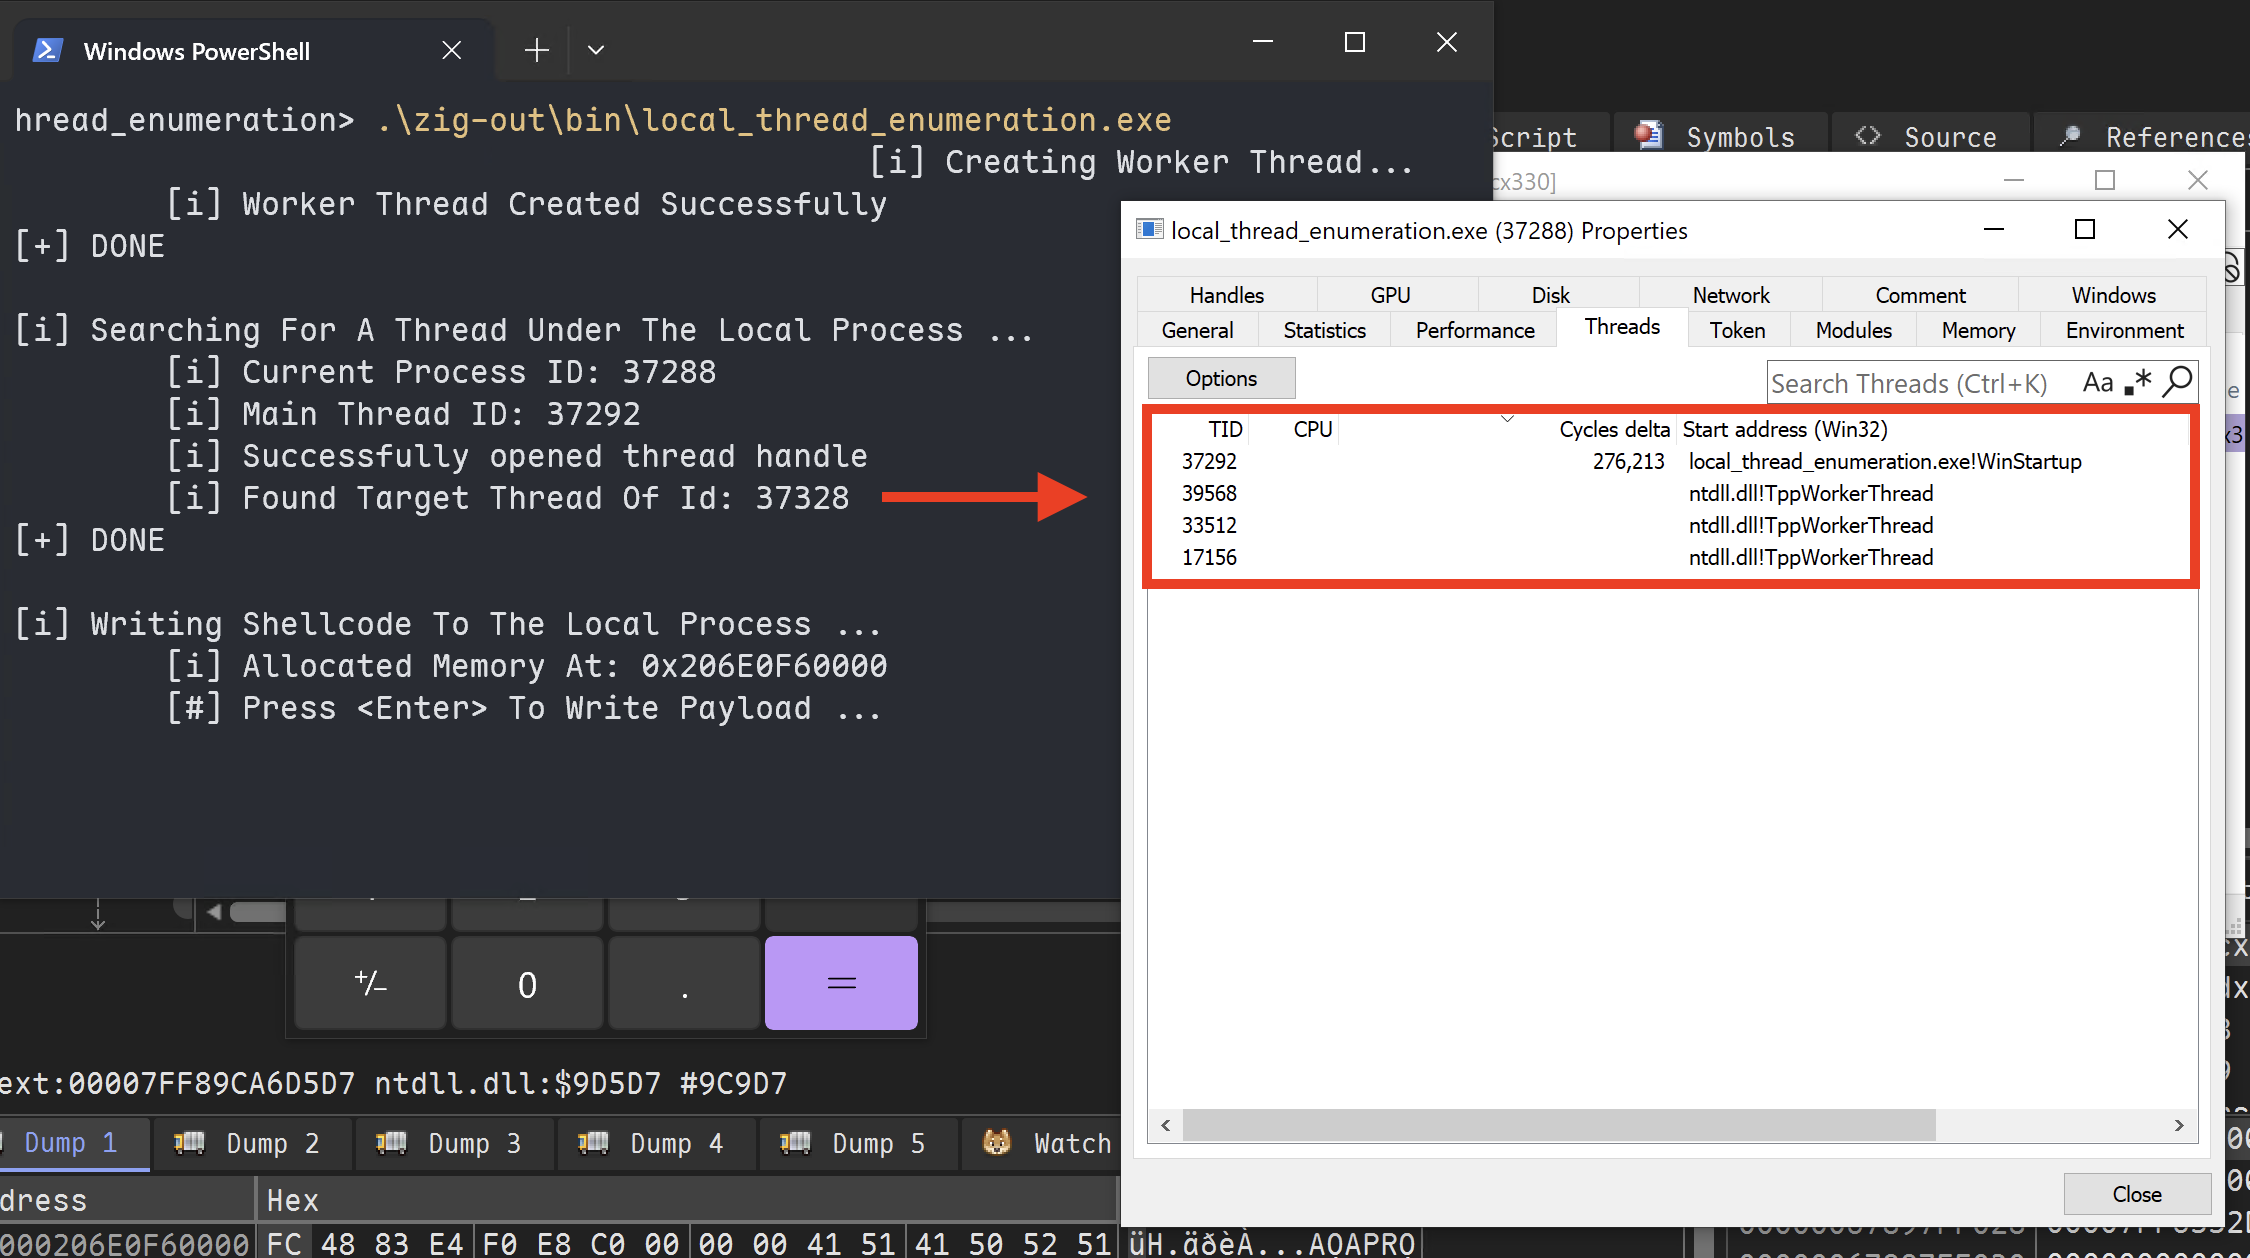 Windows PowerShell
hread_enumeration> .\zig-out\bin\local_thread_enumeration.exe
[i] Creating Worker Thread...
[i] Worker Thread Created Successfully
[+] DONE
[i] Searching For A Thread Under The Local Process ...
[i] Current Process ID: 37288
[i] Main Thread ID: 37292
[i] Successfully opened thread handle
[i] Found Target Thread Of Id: 37328
[+] DONE
[i] Writing Shellcode To The Local Process ...
[i] Allocated Memory At: 0x206E0F60000
[#] Press <Enter> To Write Payload ...
Script Symbols <> Source References
cx330]
local_thread_enumeration.exe (37288) Properties
Handles GPU Disk Network Comment Windows
General Statistics Performance Threads Token Modules Memory Environment
Options
Search Threads (Ctrl+K) Aa .*
TID CPU Cycles delta Start address (Win32)
37292 276,213 local_thread_enumeration.exe!WinStartup
39568 ntdll.dll!TppWorkerThread
33512 ntdll.dll!TppWorkerThread
17156 ntdll.dll!TppWorkerThread
Close
e
x3
cx
dx
+/− 0 . =
ext:00007FF89CA6D5D7 ntdll.dll:$9D5D7 #9C9D7
Dump 1 Dump 2 Dump 3 Dump 4 Dump 5 Watch
dress Hex
000206E0F60000 FC 48 83 E4 F0 E8 C0 00 00 00 41 51 41 50 52 51 üH.äðèÀ...AQAPRQ